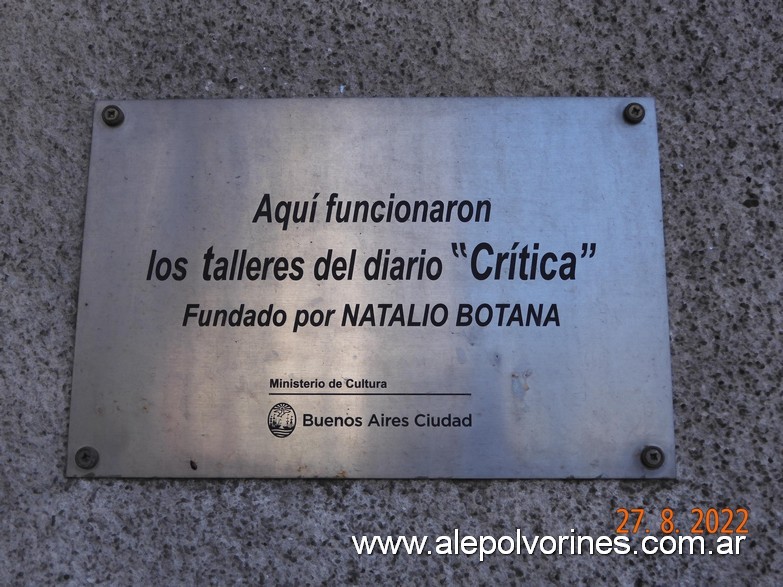 Aquí funcionaron
los talleres del diario "Crítica"
Fundado por NATALIO BOTANA
Ministerio de Cultura
Buenos Aires Ciudad
27. 8. 2022
www.alepolvorines.com.ar